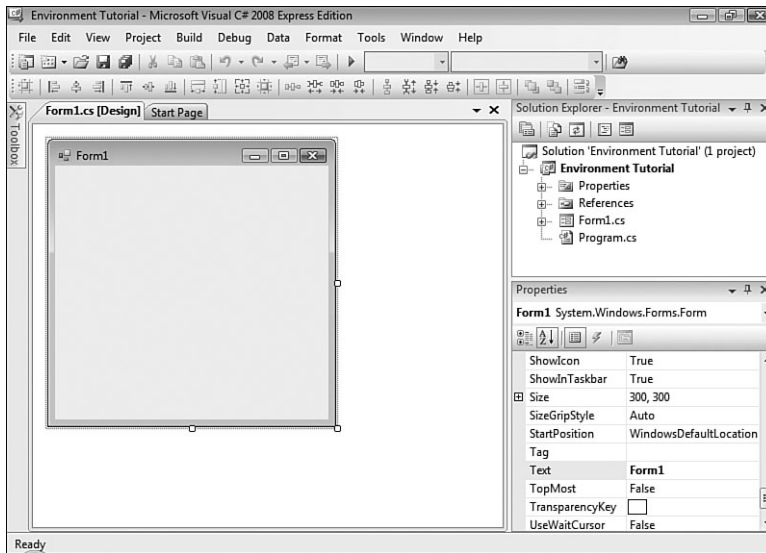 Environment Tutorial - Microsoft Visual C# 2008 Express Edition
File Edit View Project Build Debug Data Format Tools Window Help
Toolbox
Form1.cs [Design] Start Page
Form1
Solution Explorer - Environment Tutorial
Solution 'Environment Tutorial' (1 project)
Environment Tutorial
Properties
References
Form1.cs
Program.cs
Properties
Form1 System.Windows.Forms.Form
ShowIcon True
ShowInTaskbar True
Size 300, 300
SizeGripStyle Auto
StartPosition WindowsDefaultLocation
Tag
Text Form1
TopMost False
TransparencyKey
UseWaitCursor False
Ready